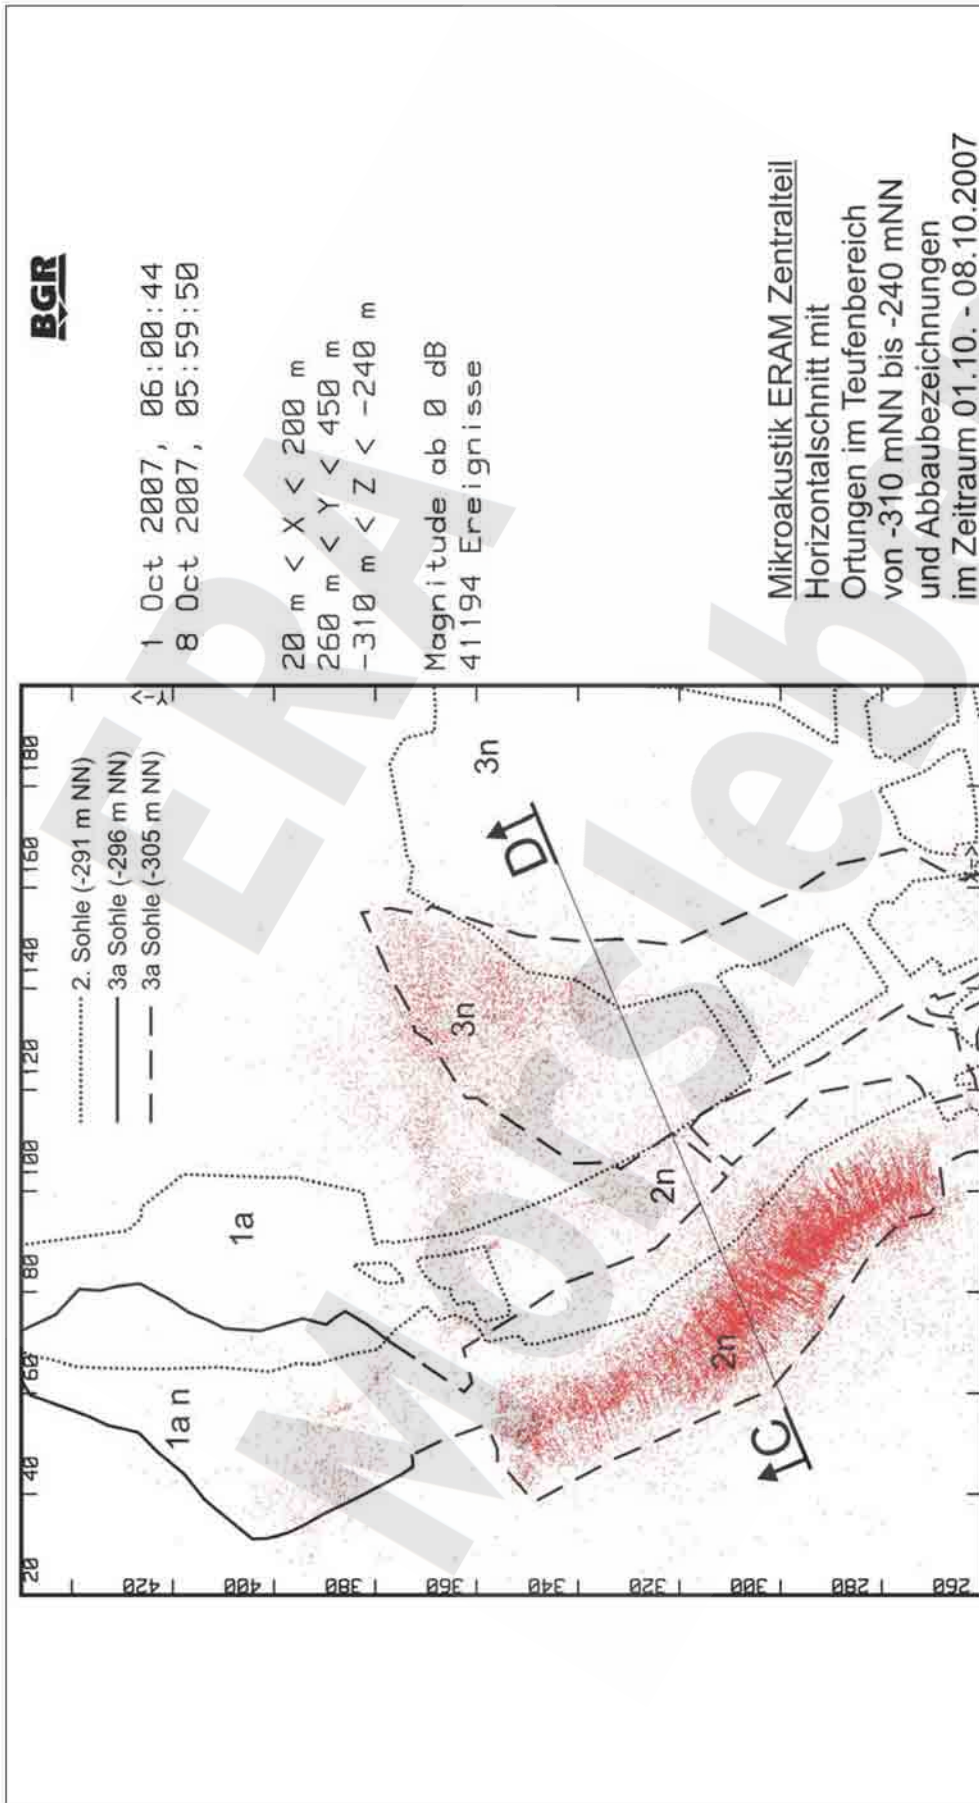 BGR
1 Oct 2007, 06:00:44
8 Oct 2007, 05:59:50
20 m < X < 200 m
260 m < Y < 450 m
-310 m < Z < -240 m
Magnitude ab 0 dB
41194 Ereignisse
Mikroakustik ERAM Zentralteil
Horizontalschnitt mit
Ortungen im Teufenbereich
von -310 mNN bis -240 mNN
und Abbaubezeichnungen
im Zeitraum 01.10. - 08.10.2007
2. Sohle (-291 m NN)
3a Sohle (-296 m NN)
3a Sohle (-305 m NN)
20 40 60 80 100 120 140 160 180
Y->
420
400
380
360
340
320
300
280
260
X->
1a n
1a
3n
3n
2n
2n
C
D
ERA
Morsleben